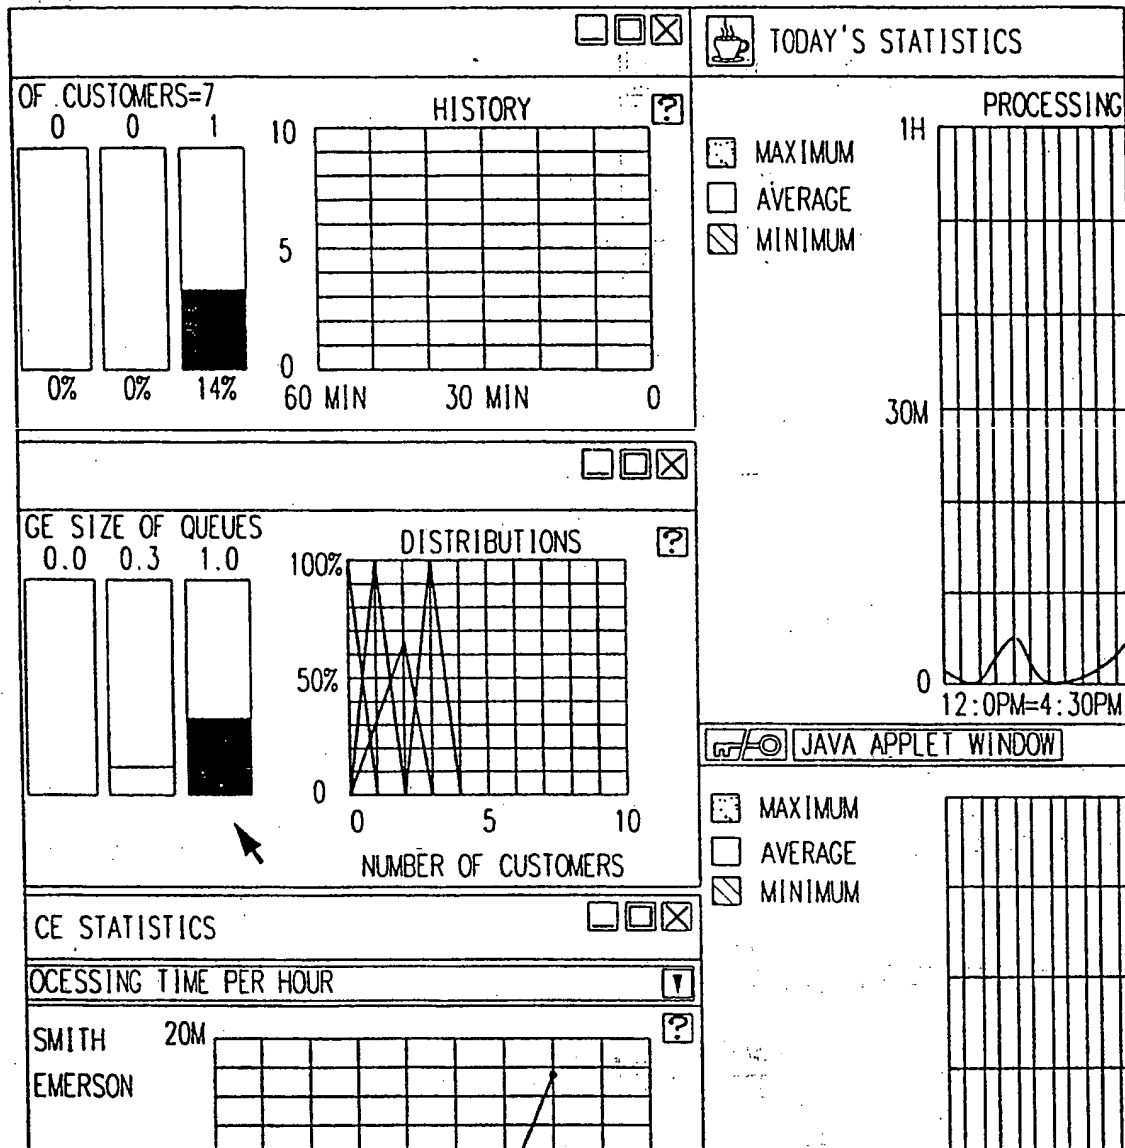 OF CUSTOMERS=7
0 0 1
0% 0% 14%
HISTORY
?
10
5
0
60 MIN 30 MIN 0
GE SIZE OF QUEUES
0.0 0.3 1.0
DISTRIBUTIONS
?
100%
50%
0
0 5 10
NUMBER OF CUSTOMERS
CE STATISTICS
OCESSING TIME PER HOUR
?
SMITH
EMERSON
20M
TODAY'S STATISTICS
PROCESSING
MAXIMUM
AVERAGE
MINIMUM
1H
30M
0
12:0PM=4:30PM
JAVA APPLET WINDOW
MAXIMUM
AVERAGE
MINIMUM